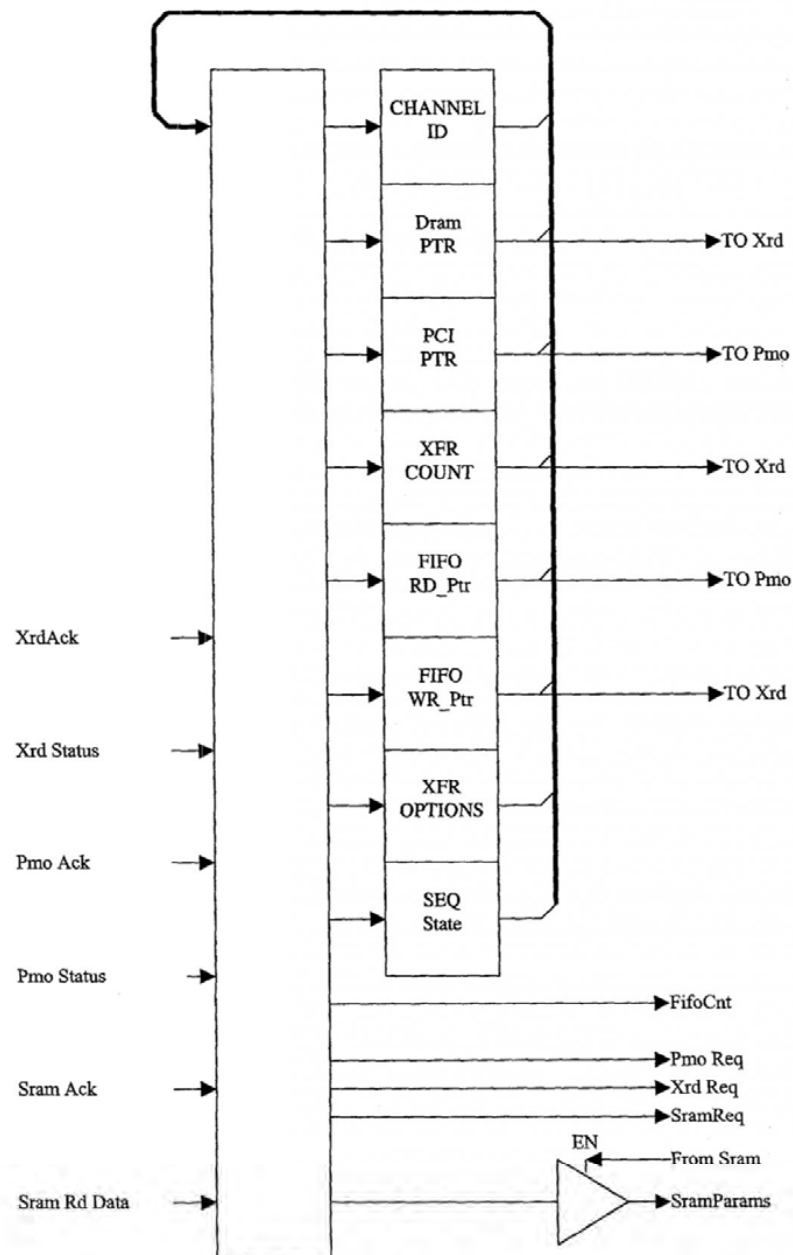 CHANNEL
ID
Dram
PTR
TO Xrd
PCI
PTR
TO Pmo
XFR
COUNT
TO Xrd
FIFO
RD_Ptr
TO Pmo
XrdAck
FIFO
WR_Ptr
TO Xrd
Xrd Status
XFR
OPTIONS
Pmo Ack
SEQ
State
Pmo Status
FifoCnt
Pmo Req
Sram Ack
Xrd Req
SramReq
EN
From Sram
Sram Rd Data
SramParams